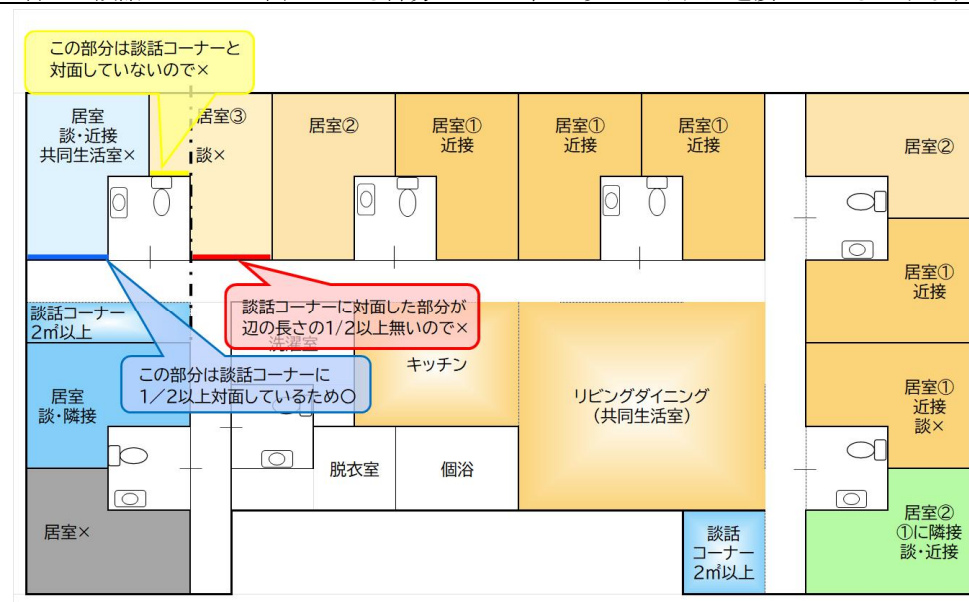 この部分は談話コーナーと
対面していないので×
居室
談・近接
共同生活室×
居室③
談×
居室②
居室①
近接
居室①
近接
居室①
近接
居室②
居室①
近接
談話コーナー
2㎡以上
談話コーナーに対面した部分が
辺の長さの1/2以上無いので×
洗濯室
キッチン
リビングダイニング
(共同生活室)
この部分は談話コーナーに
1/2以上対面しているため〇
居室
談・隣接
居室①
近接
談×
脱衣室
個浴
居室×
談話
コーナー
2㎡以上
居室②
①に隣接
談・近接